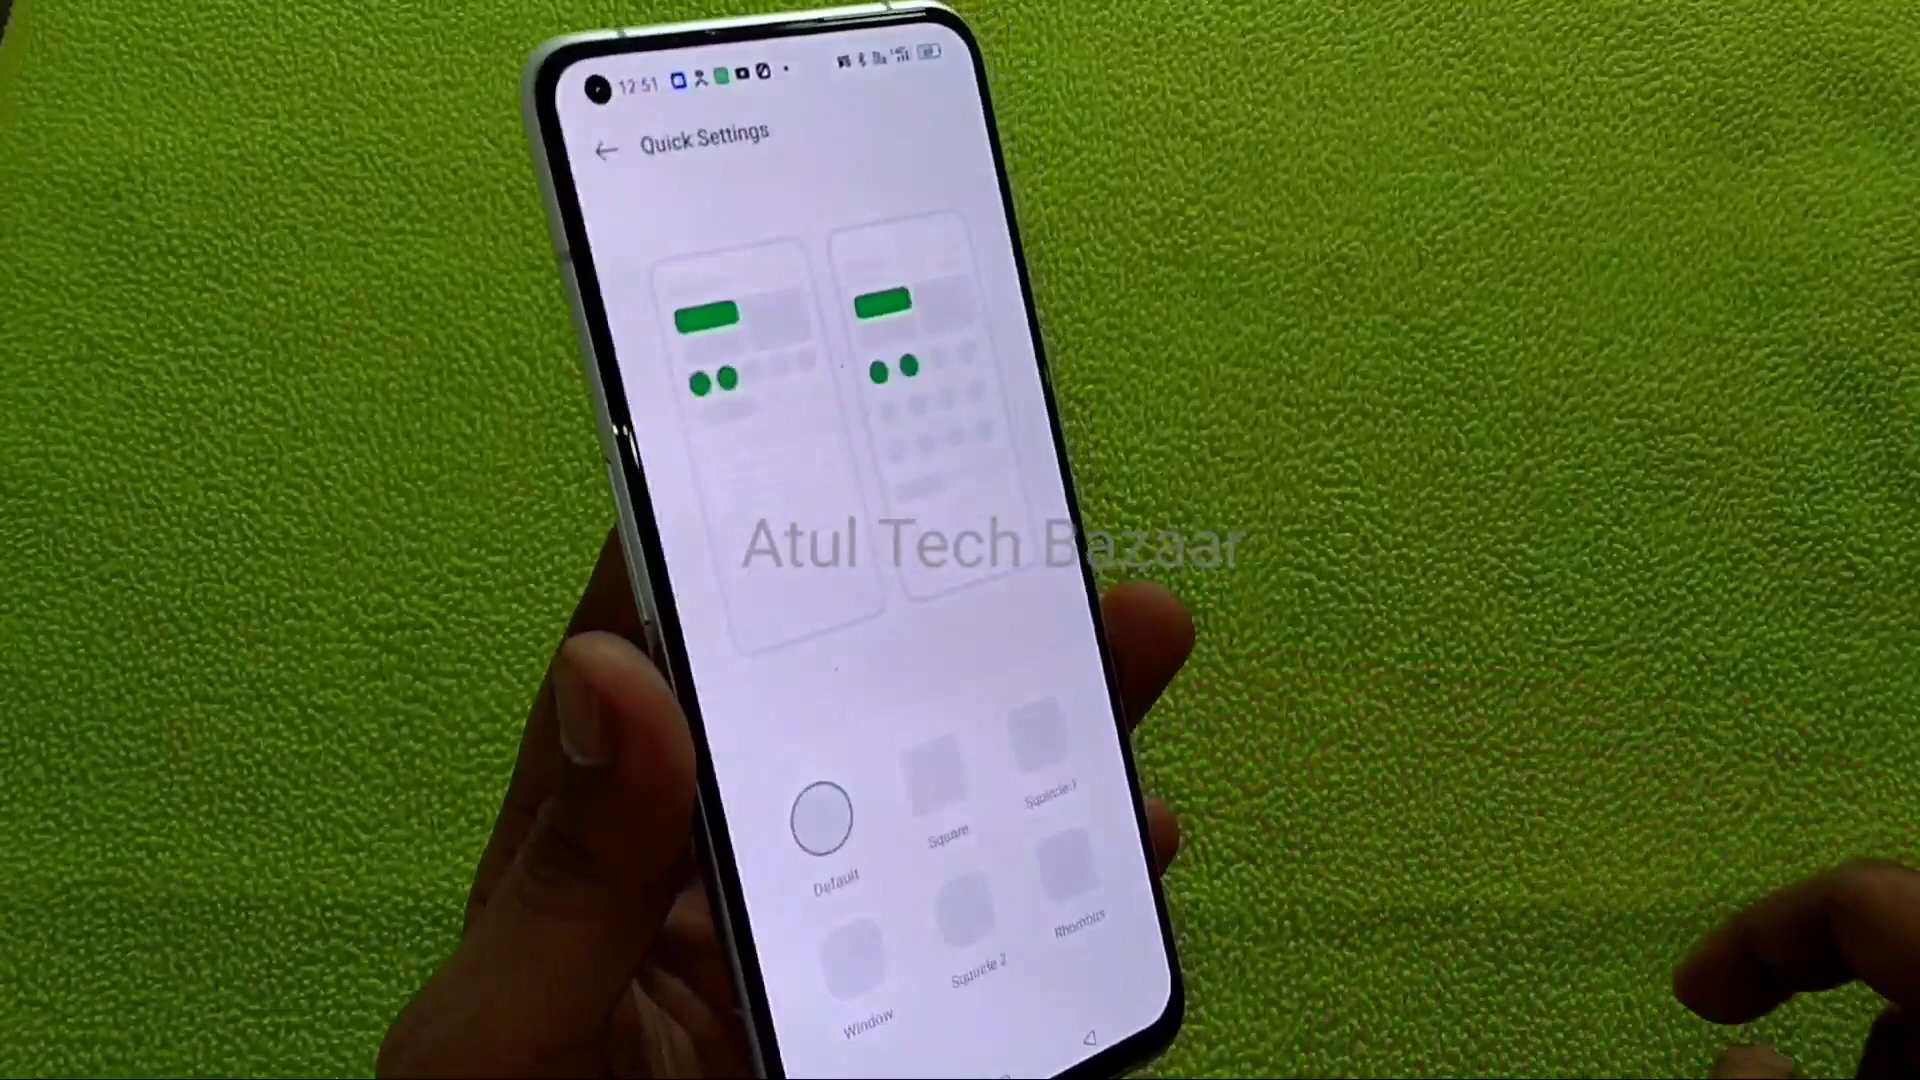 12:51
Quick Settings
Atul Tech Bazaar
Default
Square
Squircle 1
Window
Squircle 2
Rhombus